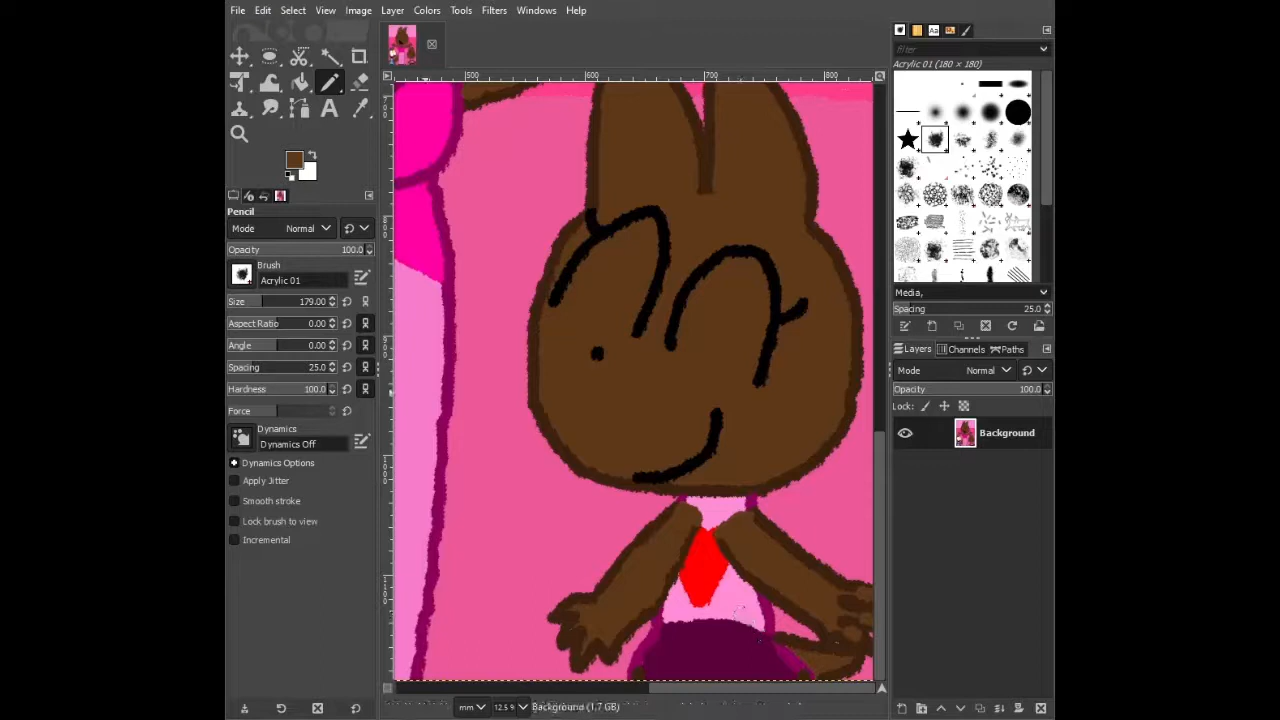 File Edit Select View Image Layer Colors Tools Filters Windows Help
500 600 700 800
Pencil
Mode Normal
Opacity 100.0
Brush
Acrylic 01
Size 179.00
Aspect Ratio 0.00
Angle 0.00
Spacing 25.0
Hardness 100.0
Force
Dynamics
Dynamics Off
Dynamics Options
Apply Jitter
Smooth stroke
Lock brush to view
Incremental
filter
Acrylic 01 (180 × 180)
Media,
Spacing 25.0
Layers Channels Paths
Mode Normal
Opacity 100.0
Lock:
Background
mm 12.5 Background (1.7 GB)